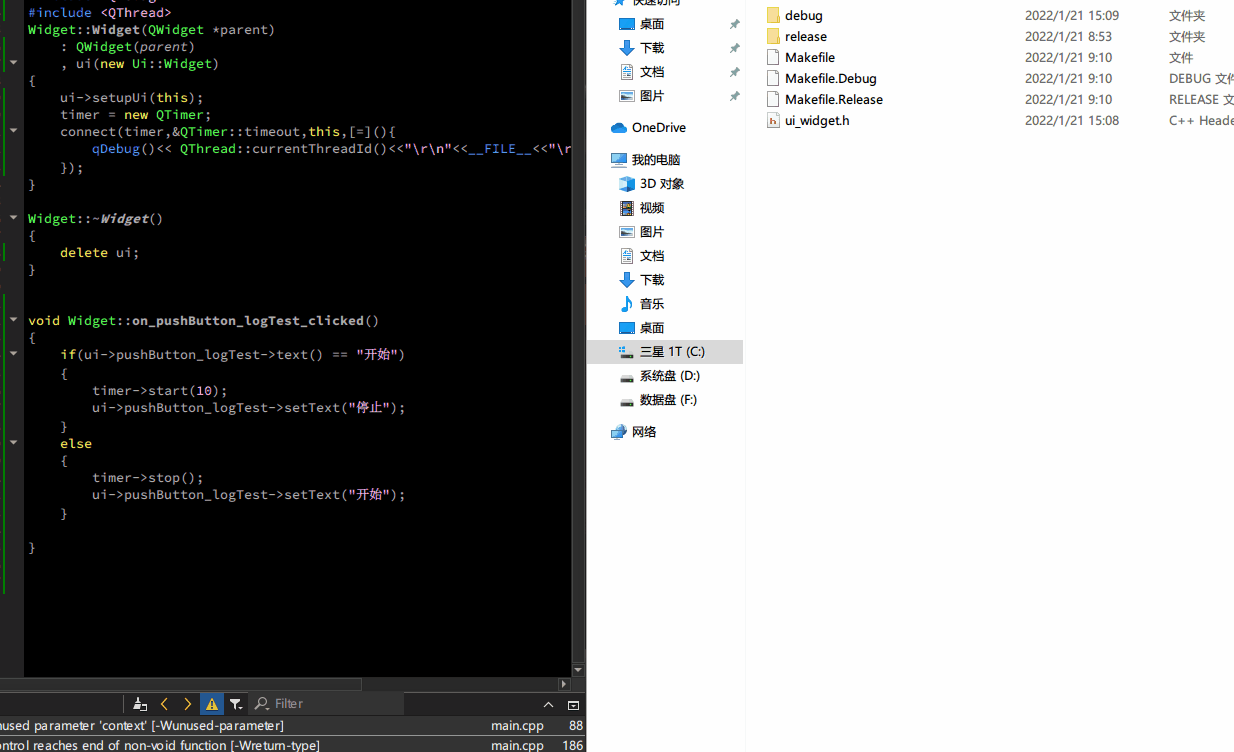 #include <QThread>
Widget::Widget(QWidget *parent)
: QWidget(parent)
, ui(new Ui::Widget)
{
ui->setupUi(this);
timer = new QTimer;
connect(timer,&QTimer::timeout,this,[=](){
qDebug()<< QThread::currentThreadId()<<"\r\n"<<__FILE__<<"\r
});
}
Widget::~Widget()
{
delete ui;
}
void Widget::on_pushButton_logTest_clicked()
{
if(ui->pushButton_logTest->text() == "开始")
{
timer->start(10);
ui->pushButton_logTest->setText("停止");
}
else
{
timer->stop();
ui->pushButton_logTest->setText("开始");
}
}
Filter
used parameter 'context' [-Wunused-parameter] main.cpp 88
ntrol reaches end of non-void function [-Wreturn-type] main.cpp 186
快速访问
桌面
下载
文档
图片
OneDrive
我的电脑
3D 对象
视频
图片
文档
下载
音乐
桌面
三星 1T (C:)
系统盘 (D:)
数据盘 (F:)
网络
debug 2022/1/21 15:09 文件夹
release 2022/1/21 8:53 文件夹
Makefile 2022/1/21 9:10 文件
Makefile.Debug 2022/1/21 9:10 DEBUG 文件
Makefile.Release 2022/1/21 9:10 RELEASE 文
ui_widget.h 2022/1/21 15:08 C++ Heade